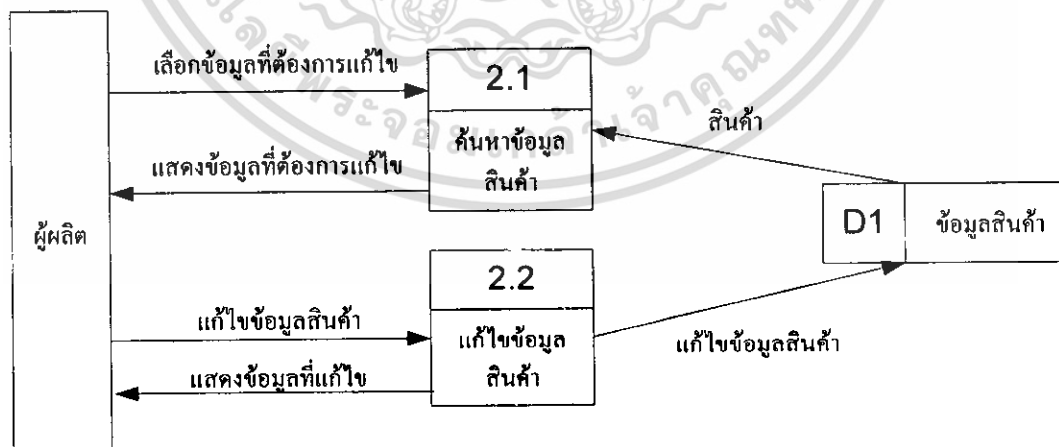 เลือกข้อมูลที่ต้องการแก้ไข
2.1
ค้นหาข้อมูล
สินค้า
สินค้า
แสดงข้อมูลที่ต้องการแก้ไข
ผู้ผลิต
D1
ข้อมูลสินค้า
2.2
แก้ไขข้อมูลสินค้า
แก้ไขข้อมูล
สินค้า
แก้ไขข้อมูลสินค้า
แสดงข้อมูลที่แก้ไข